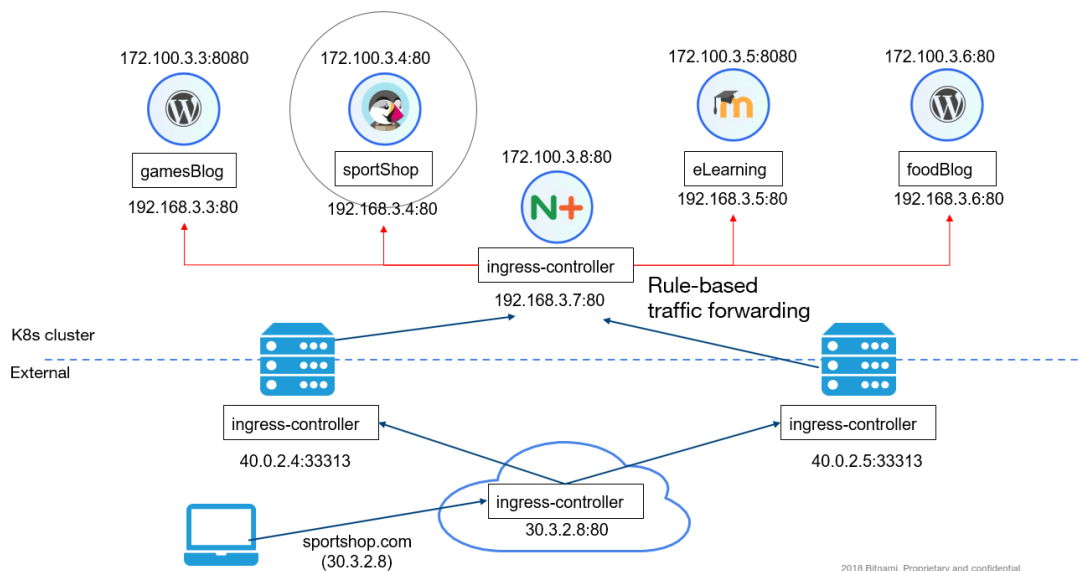 172.100.3.3:8080
172.100.3.4:80
172.100.3.5:8080
172.100.3.6:80
gamesBlog
sportShop
172.100.3.8:80
eLearning
foodBlog
192.168.3.3:80
192.168.3.4:80
N+
192.168.3.5:80
192.168.3.6:80
ingress-controller
Rule-based
traffic forwarding
192.168.3.7:80
K8s cluster
External
ingress-controller
ingress-controller
40.0.2.4:33313
40.0.2.5:33313
ingress-controller
30.3.2.8:80
sportshop.com
(30.3.2.8)
2018 Bitnami. Proprietary and confidential